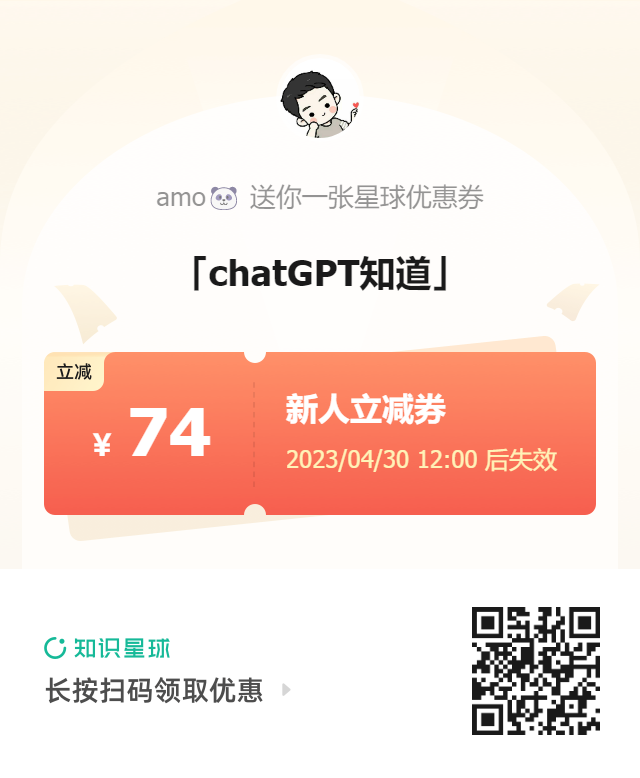 amo🐼 送你一张星球优惠券
「chatGPT知道」
立减
¥ 74
新人立减券
2023/04/30 12:00 后失效
知识星球
长按扫码领取优惠